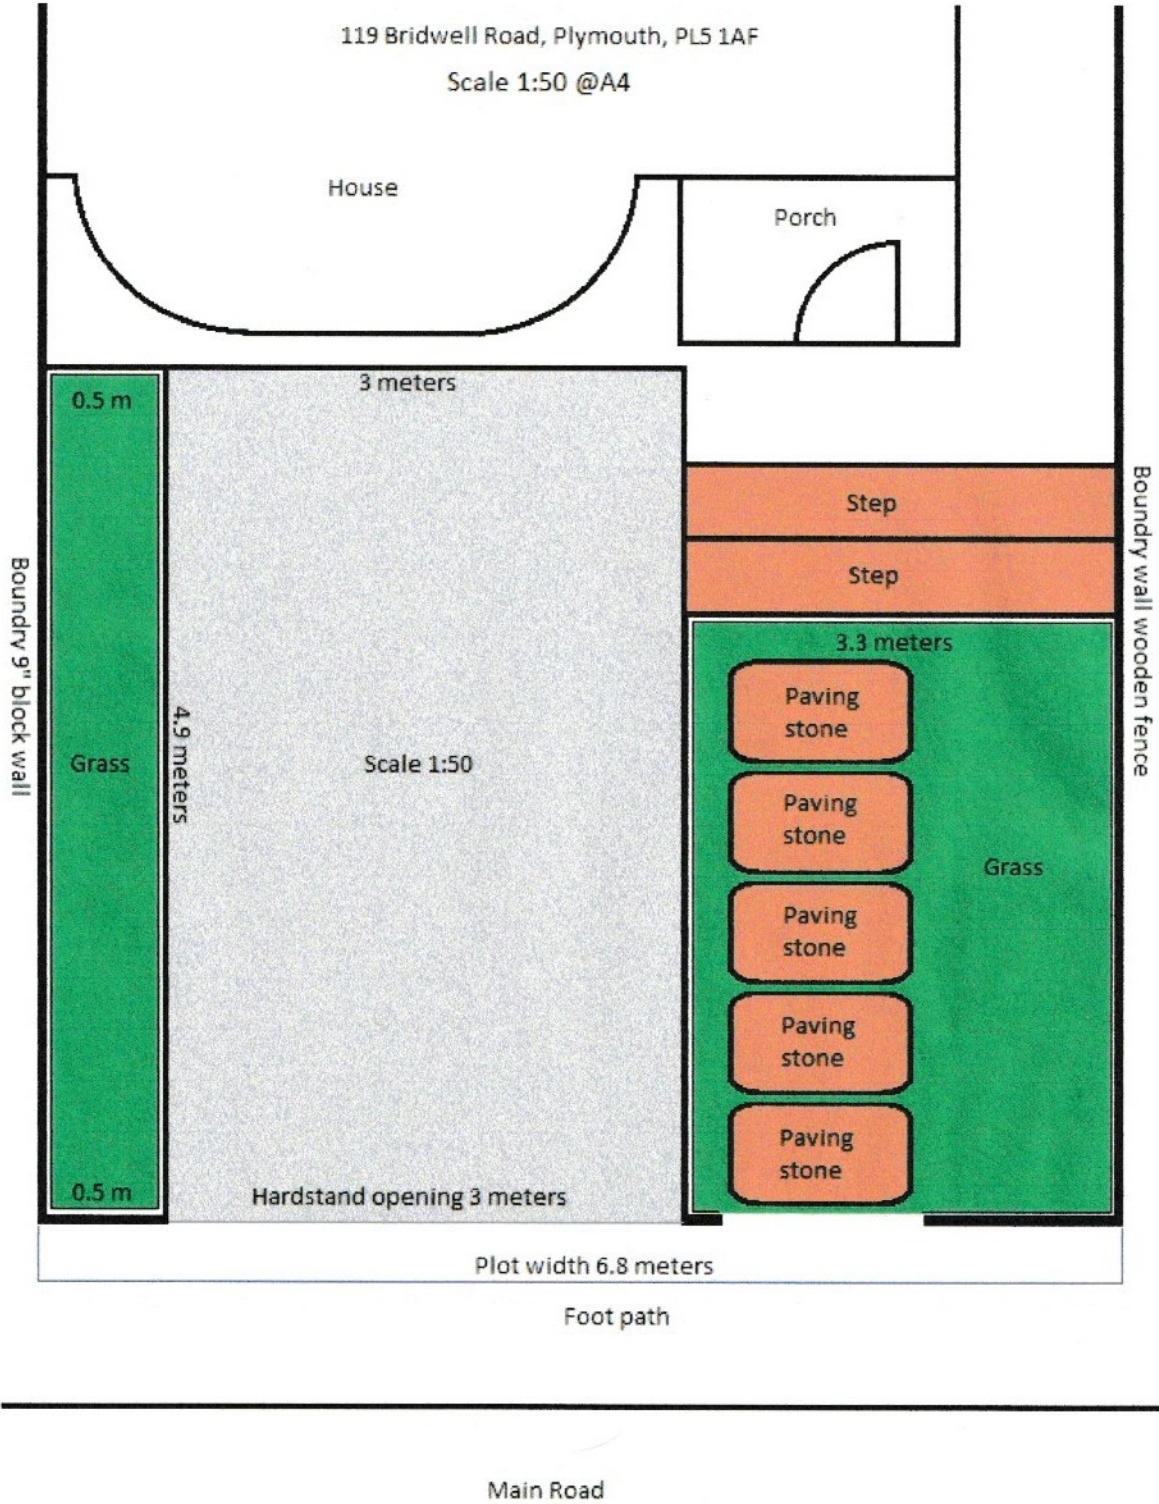 119 Bridwell Road, Plymouth, PL5 1AF
Scale 1:50 @A4
House
Porch
3 meters
0.5 m
Step
Step
3.3 meters
Paving
stone
Paving
stone
Paving
stone
Paving
stone
Paving
stone
Grass
Boundry 9" block wall
Grass
4.9 meters
Scale 1:50
Boundry wall wooden fence
0.5 m
Hardstand opening 3 meters
Plot width 6.8 meters
Foot path
Main Road